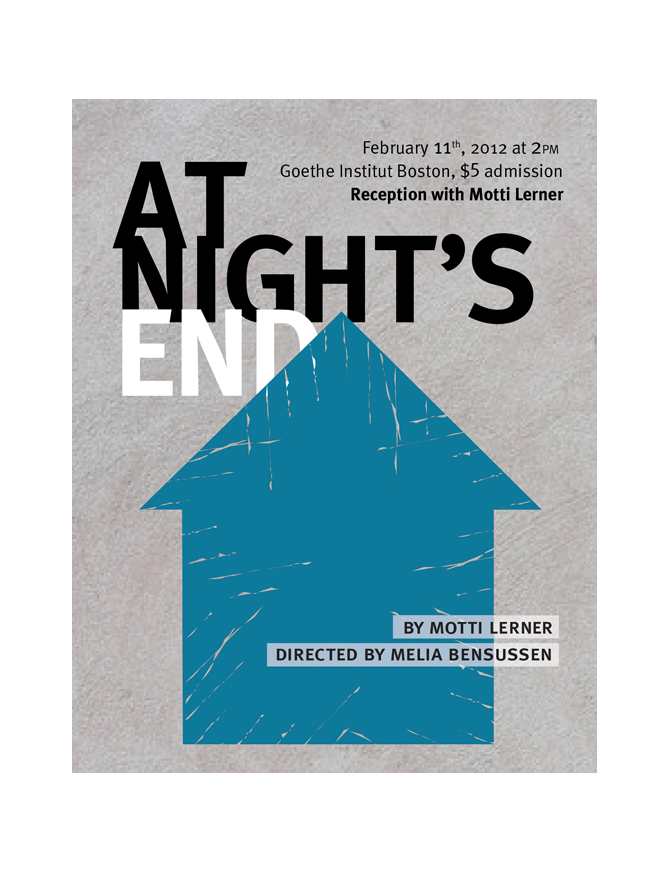 February 11th, 2012 at 2PM
Goethe Institut Boston, $5 admission
Reception with Motti Lerner
AT
NIGHT'S
END
BY MOTTI LERNER
DIRECTED BY MELIA BENSUSSEN